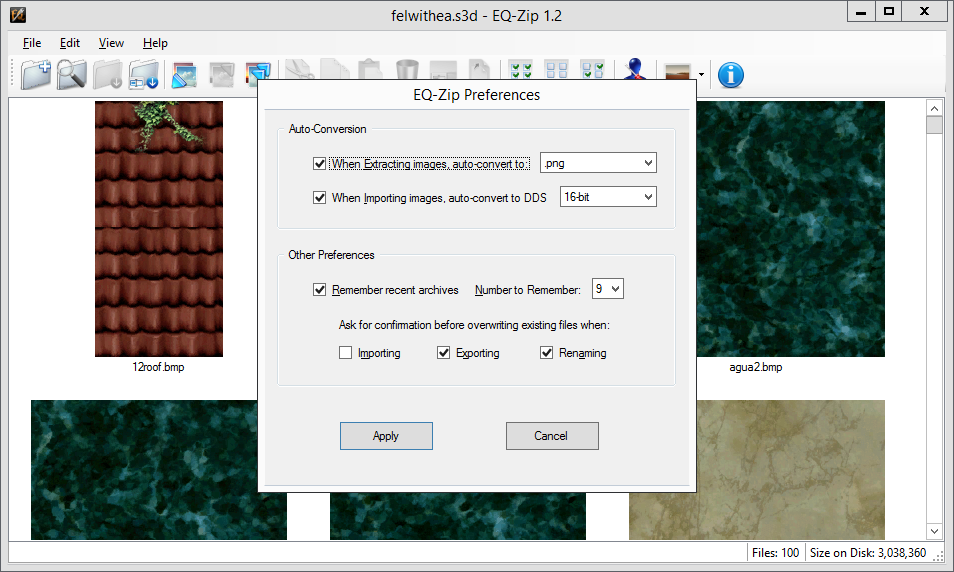 felwithea.s3d - EQ-Zip 1.2
File Edit View Help
EQ-Zip Preferences
Auto-Conversion
When Extracting images, auto-convert to: .png
When Importing images, auto-convert to DDS 16-bit
Other Preferences
Remember recent archives Number to Remember: 9
Ask for confirmation before overwriting existing files when:
Importing Exporting Renaming
Apply Cancel
12roof.bmp
agua2.bmp
Files: 100 Size on Disk: 3,038,360